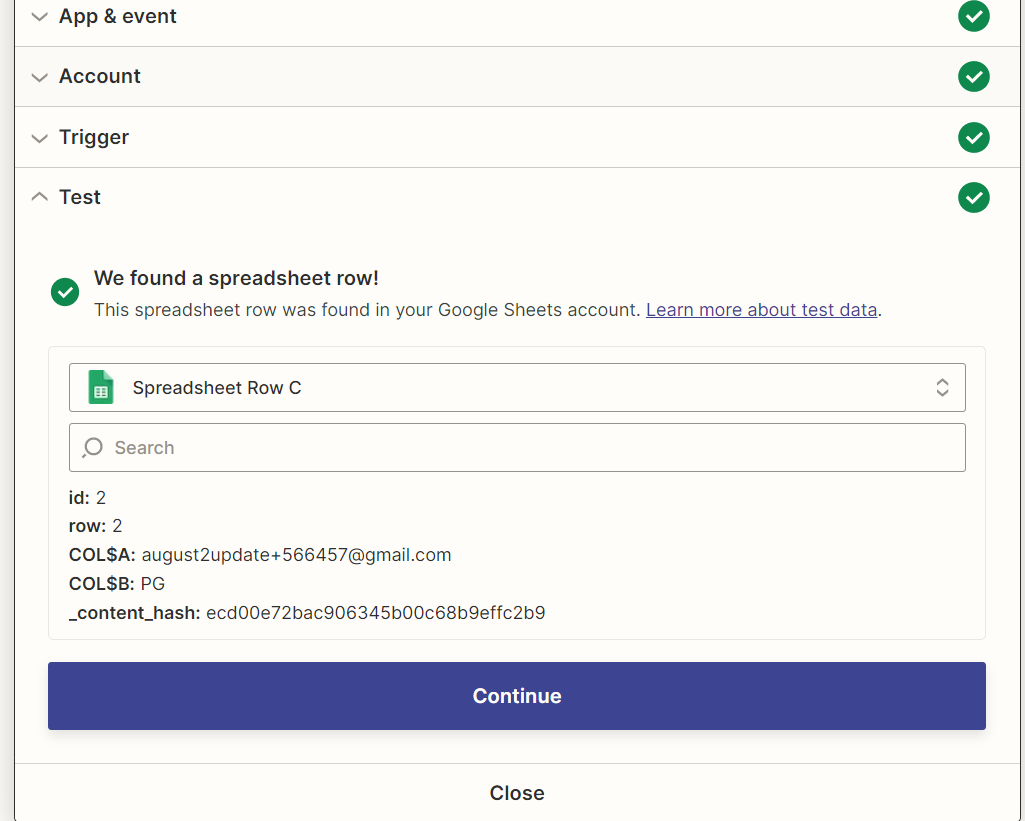 App & event
Account
Trigger
Test
We found a spreadsheet row!
This spreadsheet row was found in your Google Sheets account. Learn more about test data.
Spreadsheet Row C
Search
id: 2
row: 2
COL$A: august2update+566457@gmail.com
COL$B: PG
_content_hash: ecd00e72bac906345b00c68b9effc2b9
Continue
Close